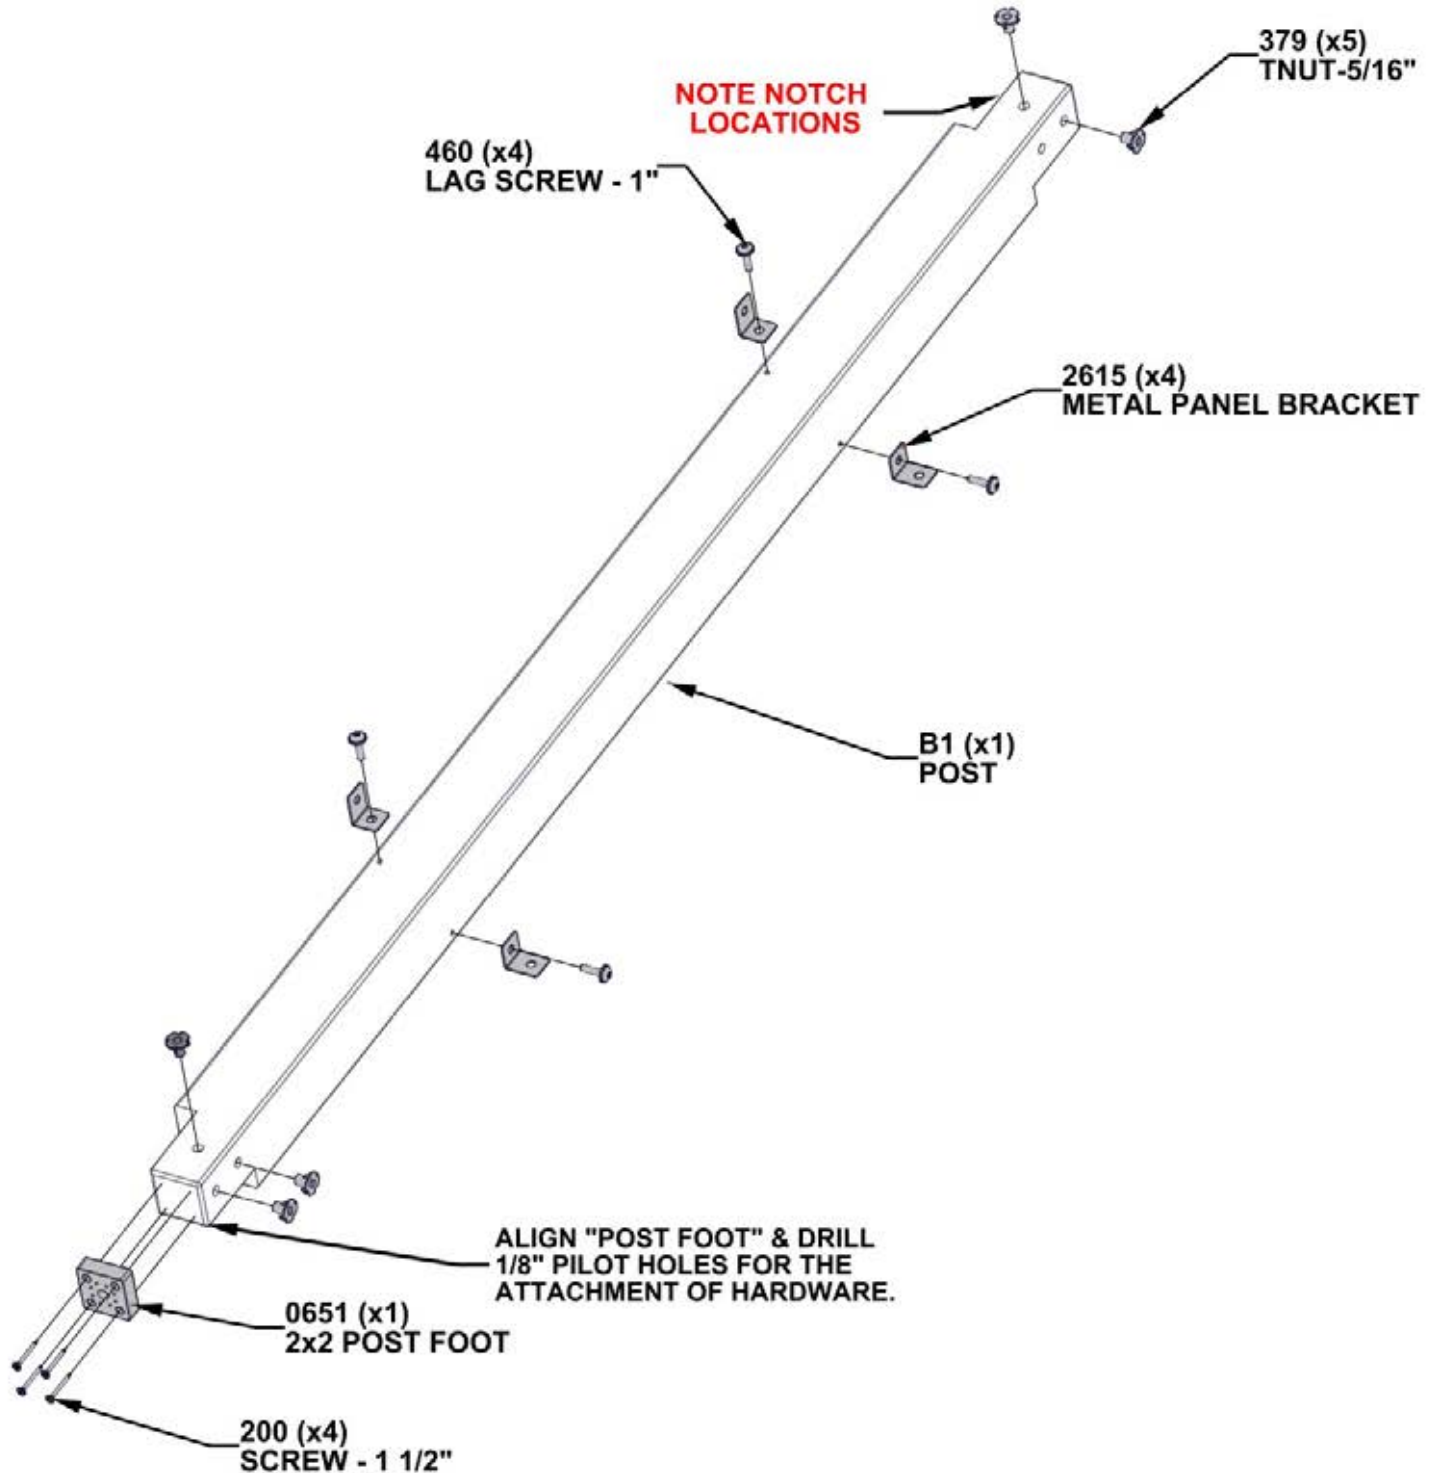 379 (x5)
TNUT-5/16"
NOTE NOTCH
LOCATIONS
460 (x4)
LAG SCREW - 1"
2615 (x4)
METAL PANEL BRACKET
B1 (x1)
POST
ALIGN "POST FOOT" & DRILL
1/8" PILOT HOLES FOR THE
ATTACHMENT OF HARDWARE.
0651 (x1)
2x2 POST FOOT
200 (x4)
SCREW - 1 1/2"